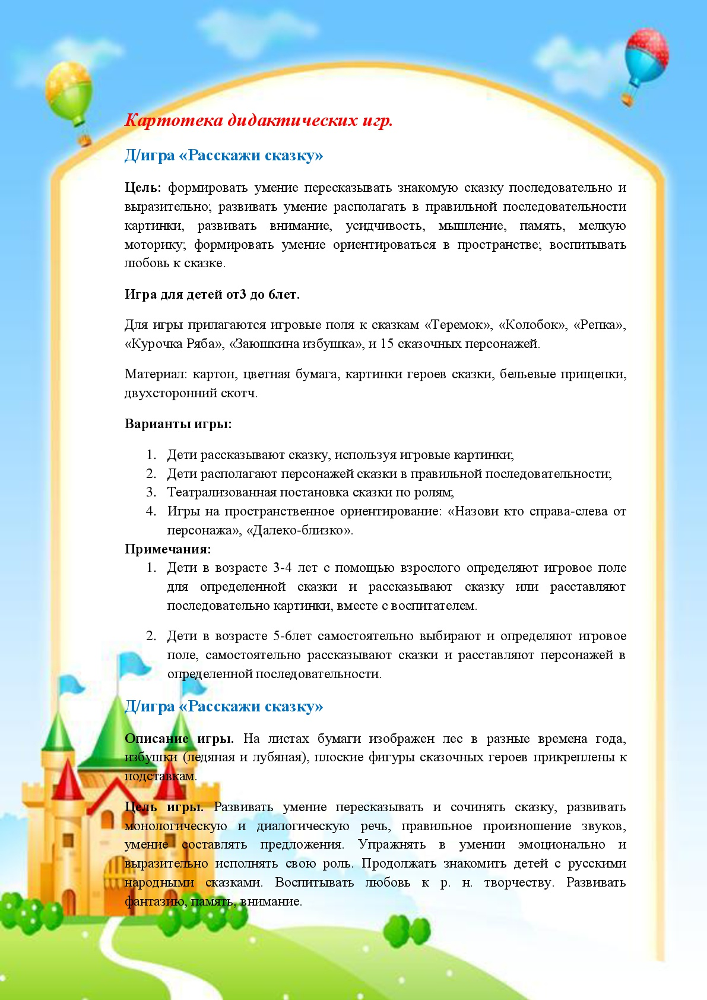 Картотека дидактических игр.
Д/игра «Расскажи сказку»
Цель: формировать умение пересказывать знакомую сказку последовательно и
выразительно; развивать умение располагать в правильной последовательности
картинки, развивать внимание, усидчивость, мышление, память, мелкую
моторику; формировать умение ориентироваться в пространстве; воспитывать
любовь к сказке.
Игра для детей от3 до 6лет.
Для игры прилагаются игровые поля к сказкам «Теремок», «Колобок», «Репка»,
«Курочка Ряба», «Заюшкина избушка», и 15 сказочных персонажей.
Материал: картон, цветная бумага, картинки героев сказки, бельевые прищепки,
двухсторонний скотч.
Варианты игры:
1. Дети рассказывают сказку, используя игровые картинки;
2. Дети располагают персонажей сказки в правильной последовательности;
3. Театрализованная постановка сказки по ролям;
4. Игры на пространственное ориентирование: «Назови кто справа-слева от
персонажа», «Далеко-близко».
Примечания:
1. Дети в возрасте 3-4 лет с помощью взрослого определяют игровое поле
для определенной сказки и рассказывают сказку или расставляют
последовательно картинки, вместе с воспитателем.
2. Дети в возрасте 5-6лет самостоятельно выбирают и определяют игровое
поле, самостоятельно рассказывают сказки и расставляют персонажей в
определенной последовательности.
Д/игра «Расскажи сказку»
Описание игры. На листах бумаги изображен лес в разные времена года,
избушки (ледяная и лубяная), плоские фигуры сказочных героев прикреплены к
подставкам.
Цель игры. Развивать умение пересказывать и сочинять сказку, развивать
монологическую и диалогическую речь, правильное произношение звуков,
умение составлять предложения. Упражнять в умении эмоционально и
выразительно исполнять свою роль. Продолжать знакомить детей с русскими
народными сказками. Воспитывать любовь к р. н. творчеству. Развивать
фантазию, память, внимание.